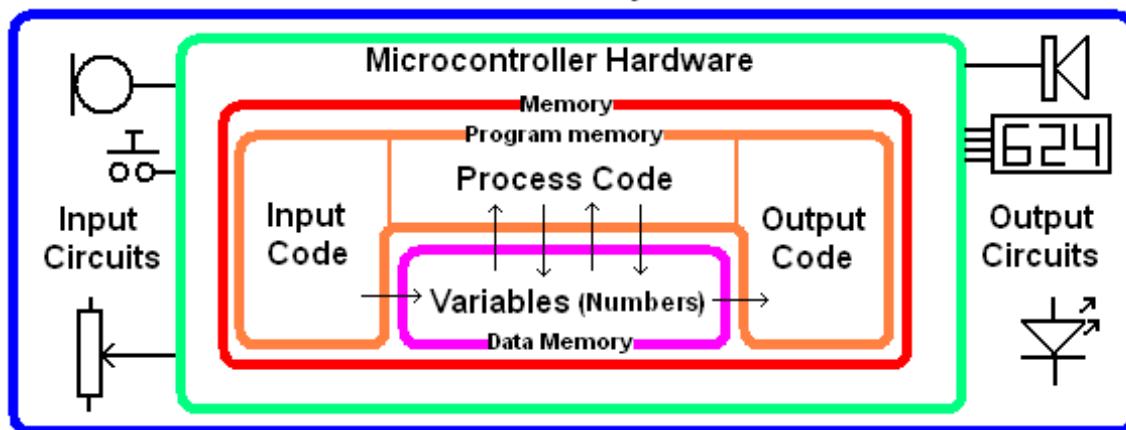 Microcontroller Hardware
Memory
Program memory
Process Code
Input
Circuits
Input
Code
Variables (Numbers)
Data Memory
Output
Code
624
Output
Circuits